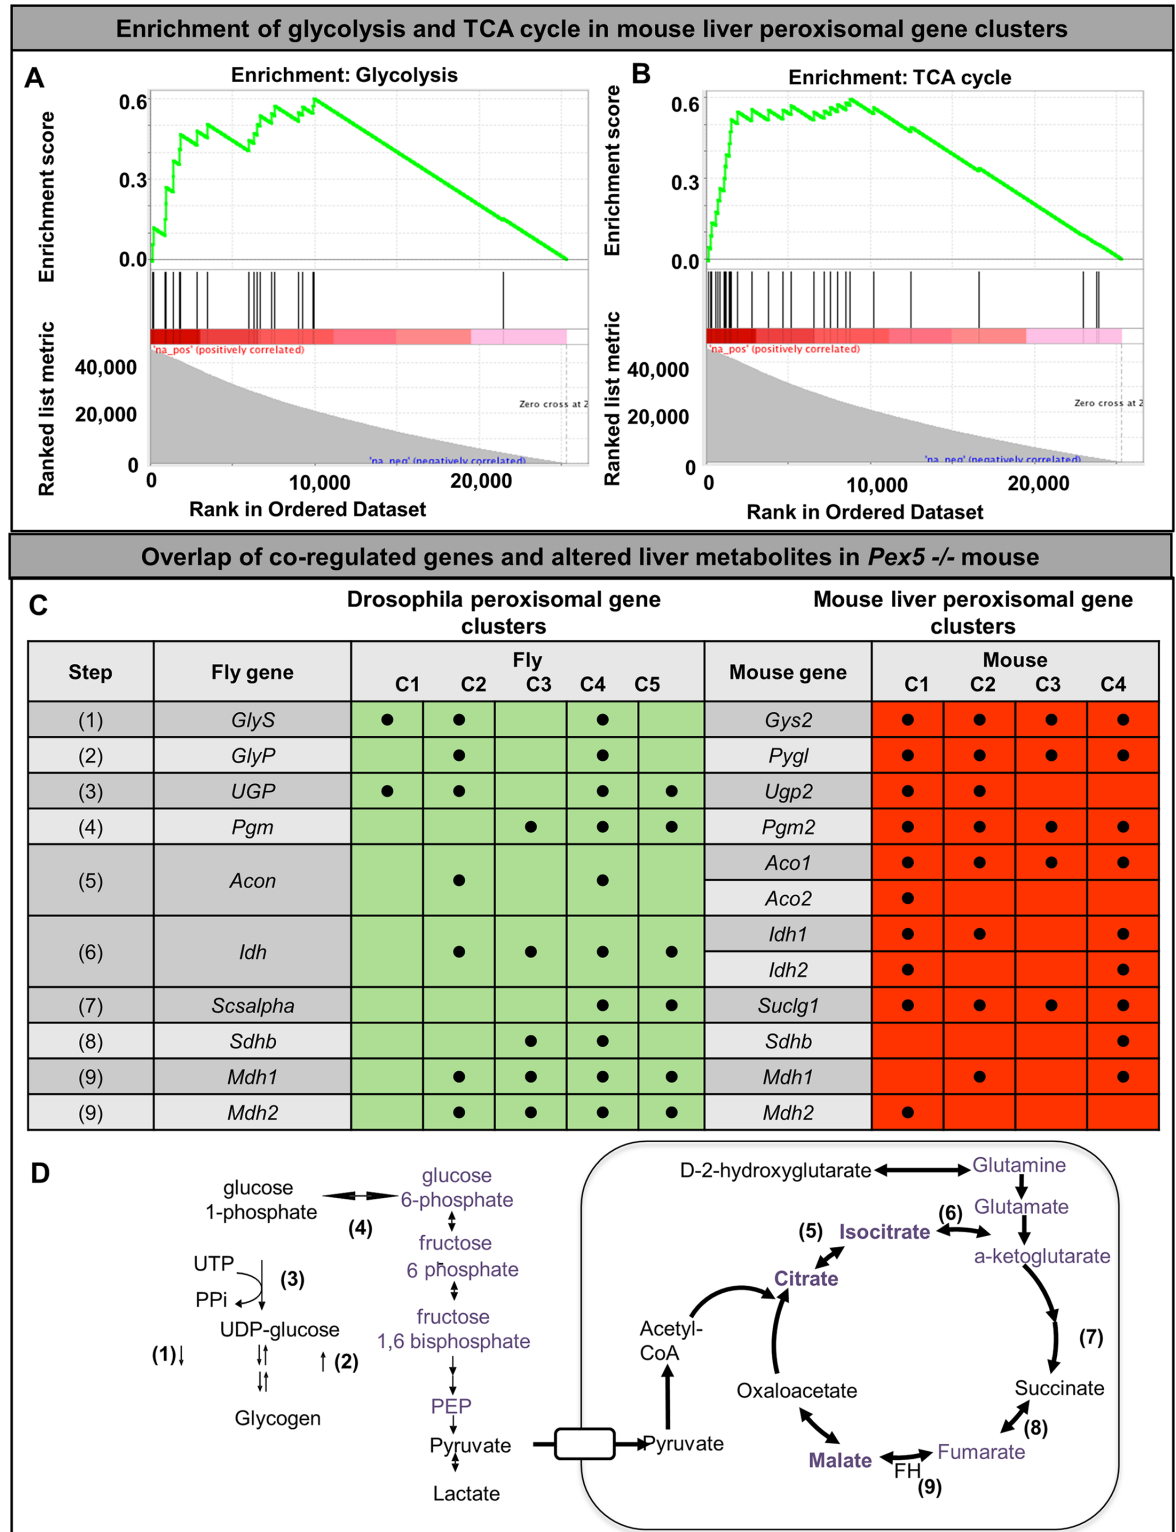 Enrichment of glycolysis and TCA cycle in mouse liver peroxisomal gene clusters
A
Enrichment: Glycolysis
Enrichment score
0.6
0.3
0.0
'na_pos' (positively correlated)
Ranked list metric
40,000
20,000
0
Zero cross at 2
'na_neg' (negatively correlated)
0 10,000 20,000
Rank in Ordered Dataset
B
Enrichment: TCA cycle
Enrichment score
0.6
0.3
0.0
'na_pos' (positively correlated)
Ranked list metric
40,000
20,000
0
Zero cross at 2
'na_neg' (negatively correlated)
0 10,000 20,000
Rank in Ordered Dataset
Overlap of co-regulated genes and altered liver metabolites in Pex5 -/- mouse
C
Drosophila peroxisomal gene
clusters
Mouse liver peroxisomal gene
clusters
Step Fly gene Fly Mouse gene Mouse
C1 C2 C3 C4 C5 C1 C2 C3 C4
(1) GlyS ● ● ● Gys2 ● ● ● ●
(2) GlyP ● ● Pygl ● ● ● ●
(3) UGP ● ● ● ● Ugp2 ● ●
(4) Pgm ● ● ● Pgm2 ● ● ● ●
(5) Acon ● ● Aco1 ● ● ● ●
Aco2 ●
(6) Idh ● ● ● ● Idh1 ● ● ●
Idh2 ● ●
(7) Scsalpha ● ● Suclg1 ● ● ● ●
(8) Sdhb ● ● Sdhb ●
(9) Mdh1 ● ● ● ● Mdh1 ● ●
(9) Mdh2 ● ● ● ● Mdh2 ●
D
glucose
1-phosphate
(4)
glucose
6-phosphate
UTP
PPi
(3)
UDP-glucose
(1)
(2)
Glycogen
fructose
6 phosphate
fructose
1,6 bisphosphate
PEP
Pyruvate
Lactate
Pyruvate
Acetyl-
CoA
D-2-hydroxyglutarate
Glutamine
Glutamate
(6)
a-ketoglutarate
Isocitrate
(5)
Citrate
(7)
Succinate
(8)
Fumarate
FH
(9)
Malate
Oxaloacetate